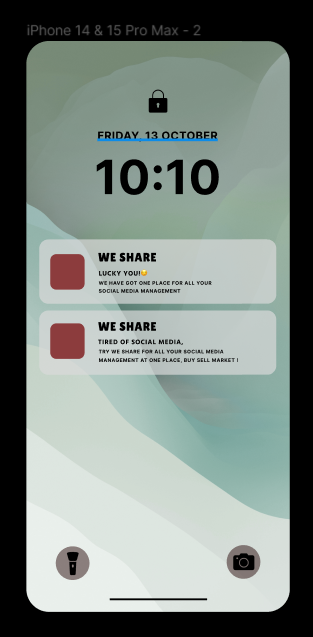 iPhone 14 & 15 Pro Max - 2
FRIDAY, 13 OCTOBER
10:10
WE SHARE
LUCKY YOU!😏
WE HAVE GOT ONE PLACE FOR ALL YOUR
SOCIAL MEDIA MANAGEMENT
WE SHARE
TIRED OF SOCIAL MEDIA,
TRY WE SHARE FOR ALL YOUR SOCIAL MEDIA
MANAGEMENT AT ONE PLACE, BUY SELL MARKET !